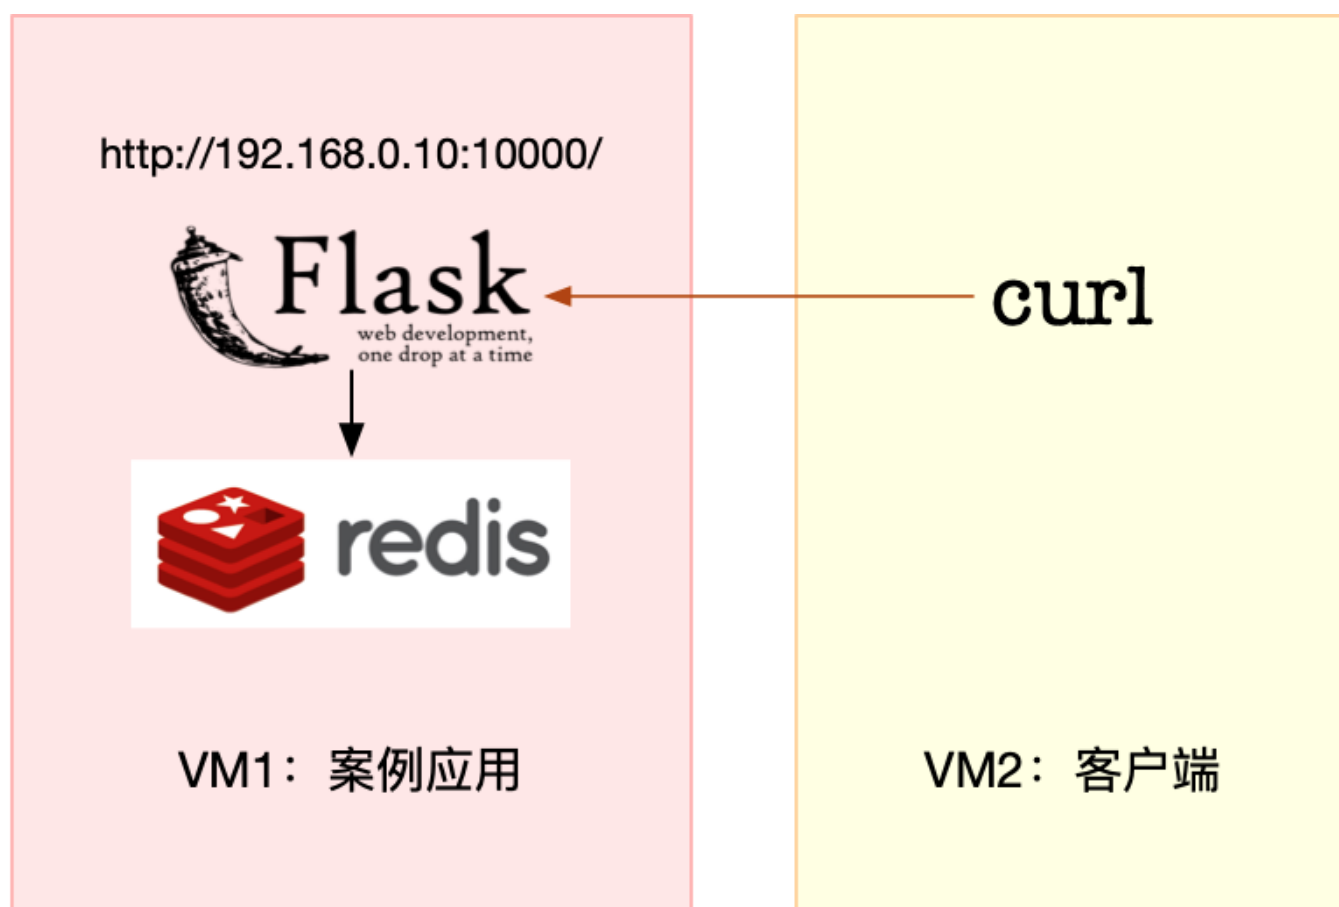 http://192.168.0.10:10000/
Flask
web development,
one drop at a time
curl
redis
VM1：案例应用
VM2：客户端